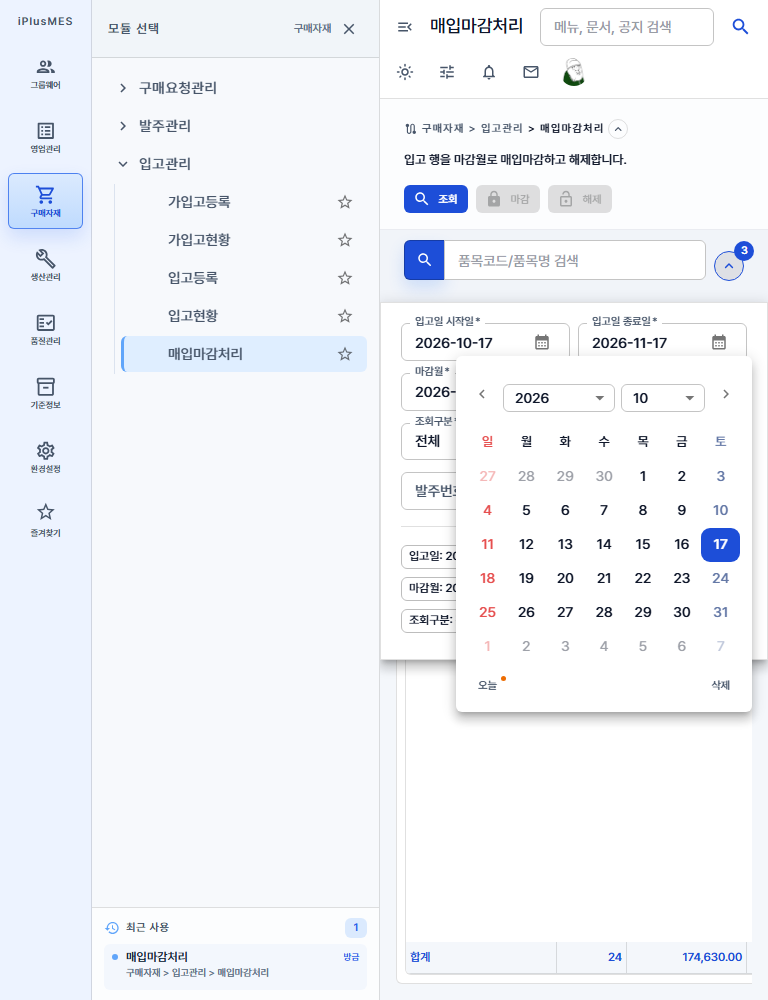 iPlusMES
그룹웨어
영업관리
구매자재
생산관리
품질관리
기준정보
환경설정
즐겨찾기
모듈 선택
구매자재
구매요청관리
발주관리
입고관리
가입고등록
가입고현황
입고등록
입고현황
매입마감처리
최근 사용
1
매입마감처리
방금
구매자재 > 입고관리 > 매입마감처리
매입마감처리
메뉴, 문서, 공지 검색
구매자재 > 입고관리 > 매입마감처리
입고 행을 마감월로 매입마감하고 해제합니다.
조회
마감
해제
품목코드/품목명 검색
3
입고일 시작일*
2026-10-17
입고일 종료일*
2026-11-17
마감월*
2026-
조회구분*
전체
발주번호
입고일: 20
마감월: 20
조회구분:
2026
10
일 월 화 수 목 금 토
27 28 29 30 1 2 3
4 5 6 7 8 9 10
11 12 13 14 15 16 17
18 19 20 21 22 23 24
25 26 27 28 29 30 31
1 2 3 4 5 6 7
오늘
삭제
합계
24
174,630.00